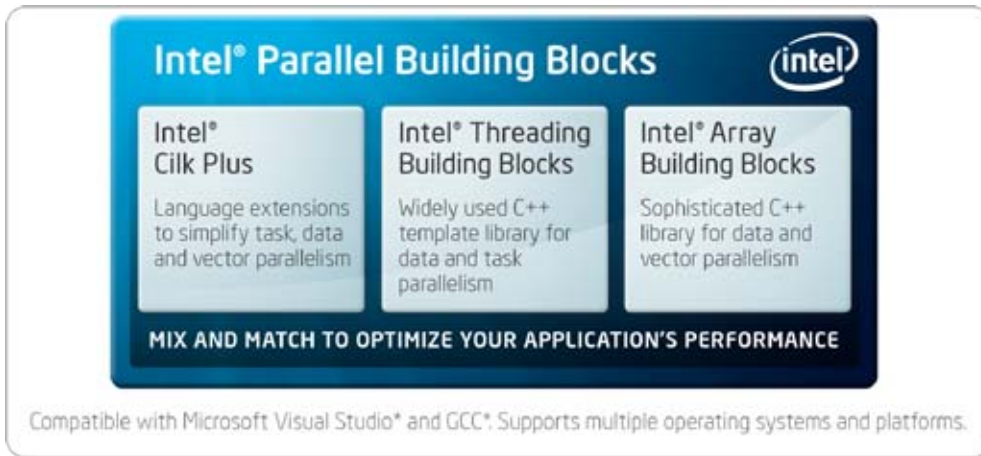 Intel® Parallel Building Blocks
intel
Intel®
Cilk Plus
Language extensions
to simplify task, data
and vector parallelism
Intel® Threading
Building Blocks
Widely used C++
template library for
data and task
parallelism
Intel® Array
Building Blocks
Sophisticated C++
library for data and
vector parallelism
MIX AND MATCH TO OPTIMIZE YOUR APPLICATION'S PERFORMANCE
Compatible with Microsoft Visual Studio* and GCC*. Supports multiple operating systems and platforms.